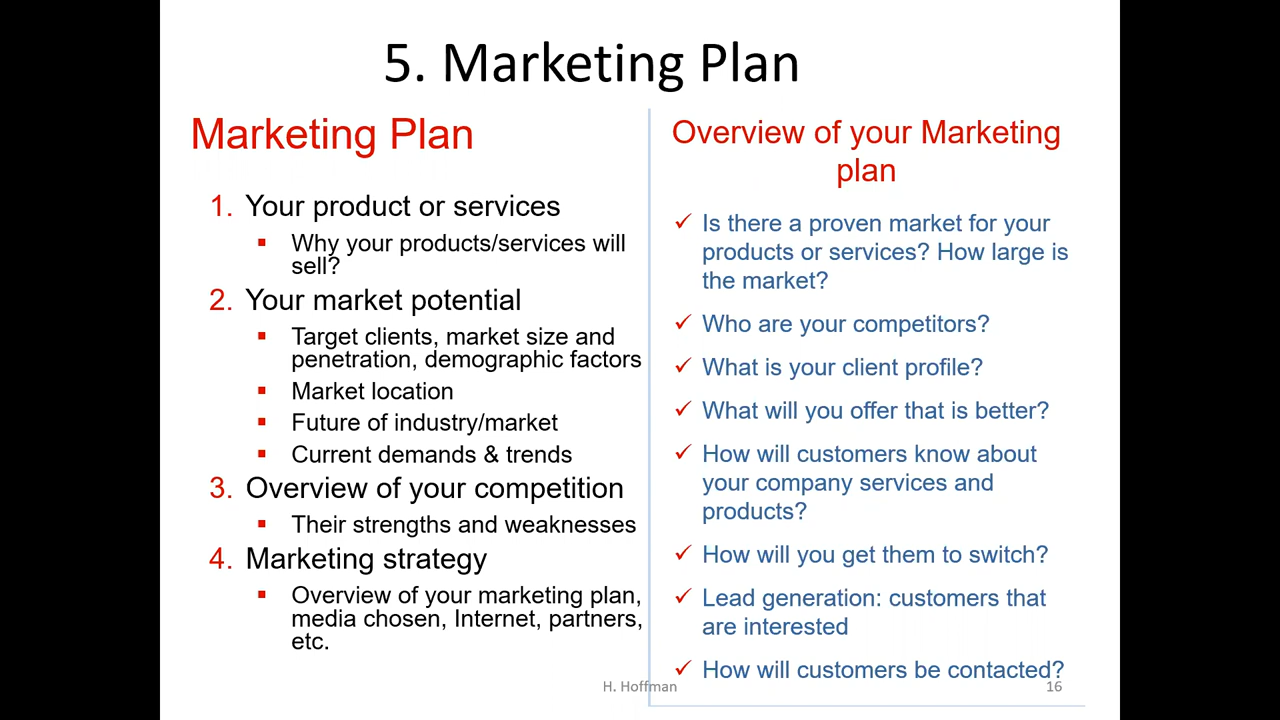 5. Marketing Plan
Marketing Plan
1. Your product or services
▪ Why your products/services will
sell?
2. Your market potential
▪ Target clients, market size and
penetration, demographic factors
▪ Market location
▪ Future of industry/market
▪ Current demands & trends
3. Overview of your competition
▪ Their strengths and weaknesses
4. Marketing strategy
▪ Overview of your marketing plan,
media chosen, Internet, partners,
etc.
Overview of your Marketing
plan
✓ Is there a proven market for your
products or services? How large is
the market?
✓ Who are your competitors?
✓ What is your client profile?
✓ What will you offer that is better?
✓ How will customers know about
your company services and
products?
✓ How will you get them to switch?
✓ Lead generation: customers that
are interested
✓ How will customers be contacted?
H. Hoffman
16